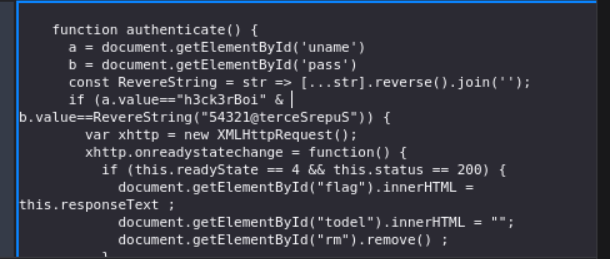 function authenticate() {
a = document.getElementById('uname')
b = document.getElementById('pass')
const RevereString = str => [...str].reverse().join('');
if (a.value=="h3ck3rBoi" &
b.value==RevereString("54321@terceSrepuS")) {
var xhttp = new XMLHttpRequest();
xhttp.onreadystatechange = function() {
if (this.readyState == 4 && this.status == 200) {
document.getElementById("flag").innerHTML =
this.responseText ;
document.getElementById("todel").innerHTML = "";
document.getElementById("rm").remove() ;
}